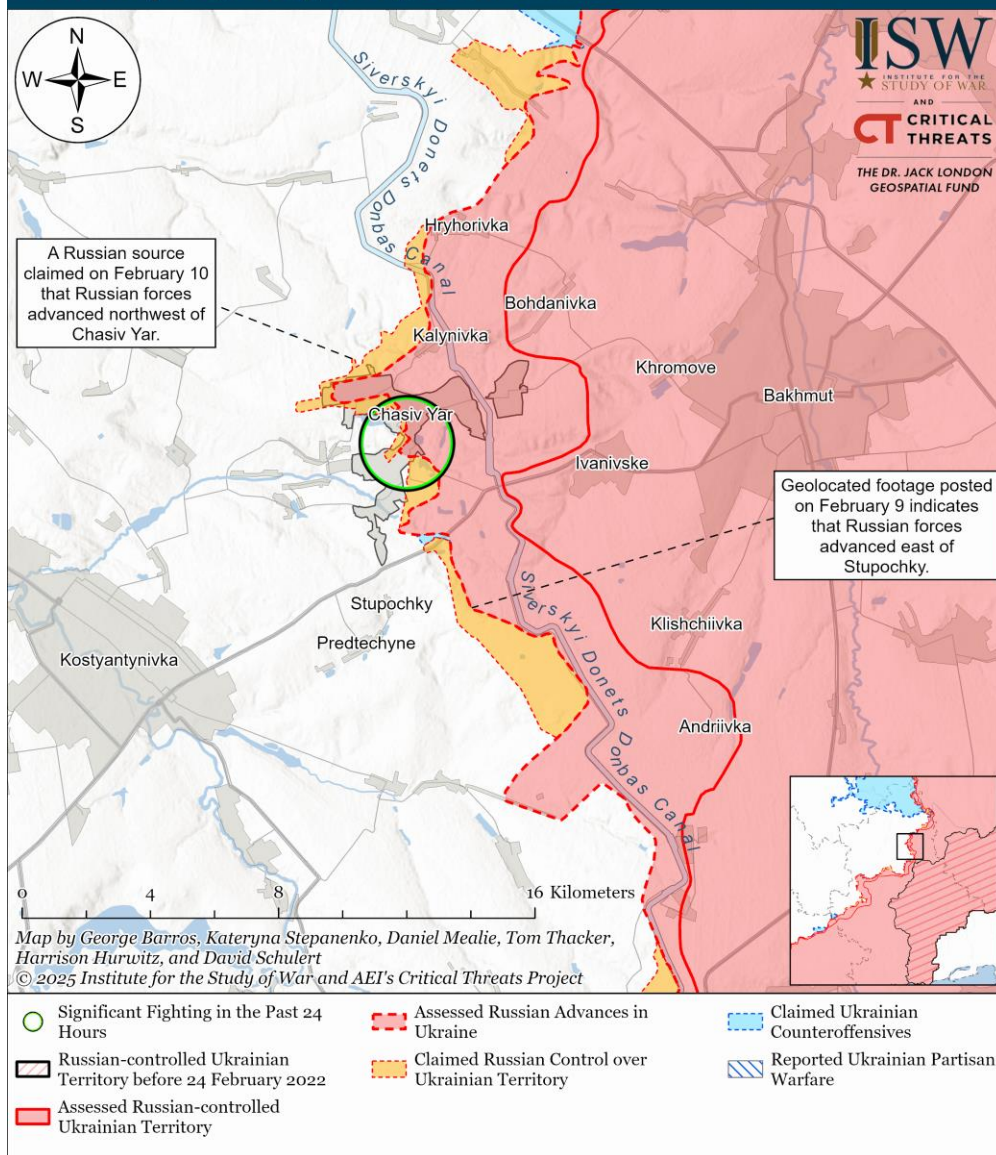 N
W
E
S
ISW
INSTITUTE FOR THE
STUDY OF WAR
AND
CT CRITICAL
THREATS
THE DR. JACK LONDON
GEOSPATIAL FUND
Siverskyi Donets Donbas Canal
Hryhorivka
A Russian source
claimed on February 10
that Russian forces
advanced northwest of
Chasiv Yar.
Bohdanivka
Kalynivka
Khromove
Bakhmut
Chasiv Yar
Ivanivske
Geolocated footage posted
on February 9 indicates
that Russian forces
advanced east of
Stupochky.
Siverskyi Donets Donbas Canal
Stupochky
Klishchiivka
Predtechyne
Kostyantynivka
Andriivka
0
4
8
16 Kilometers
Map by George Barros, Kateryna Stepanenko, Daniel Mealie, Tom Thacker,
Harrison Hurwitz, and David Schulert
© 2025 Institute for the Study of War and AEI's Critical Threats Project
Significant Fighting in the Past 24
Hours
Russian-controlled Ukrainian
Territory before 24 February 2022
Assessed Russian-controlled
Ukrainian Territory
Assessed Russian Advances in
Ukraine
Claimed Russian Control over
Ukrainian Territory
Claimed Ukrainian
Counteroffensives
Reported Ukrainian Partisan
Warfare